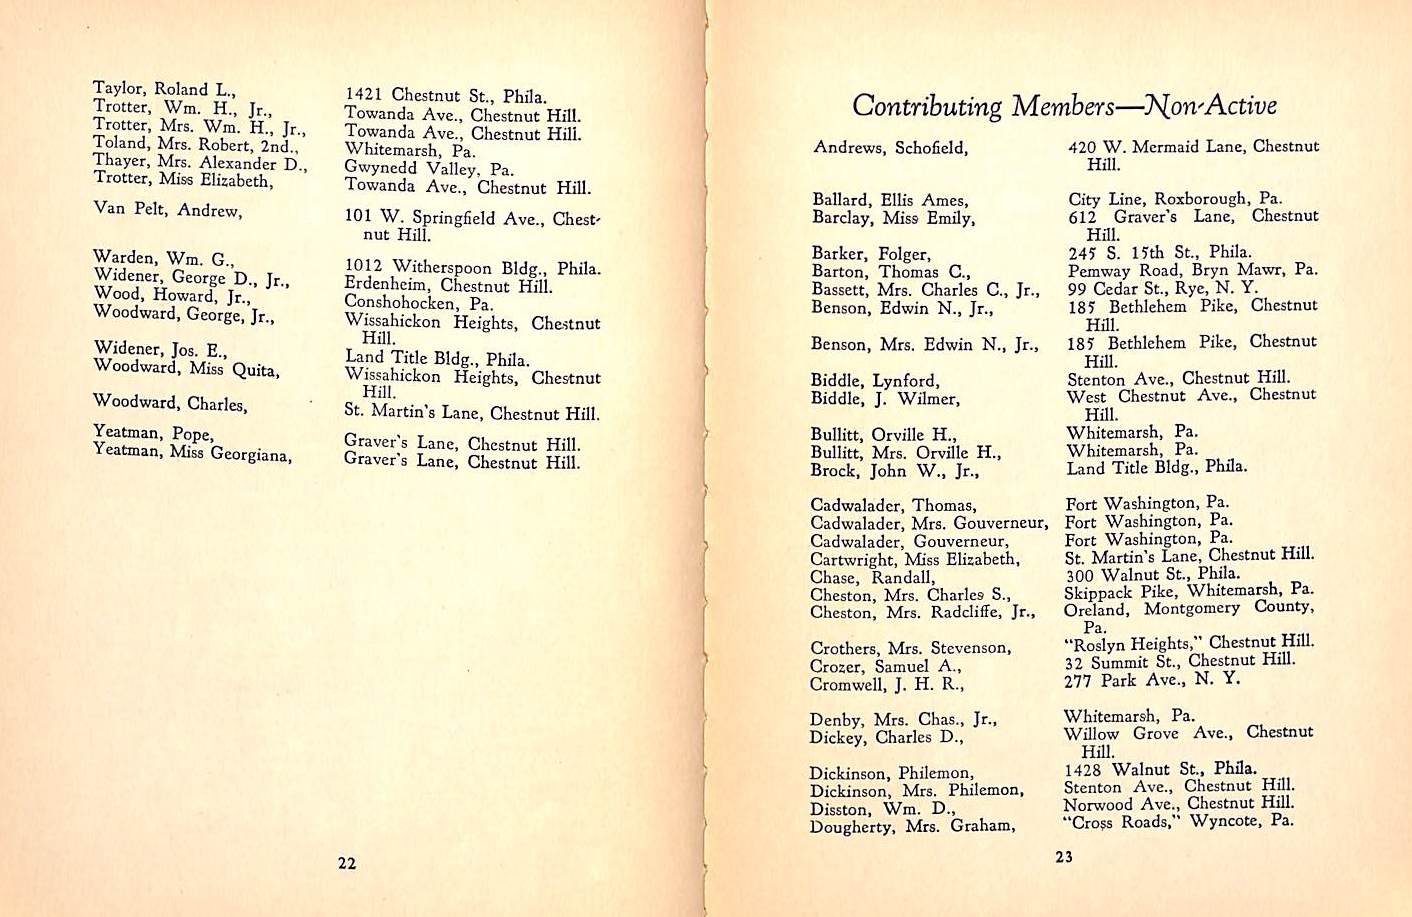 Taylor, Roland L., 1421 Chestnut St., Phila.
Trotter, Wm. H., Jr., Towanda Ave., Chestnut Hill.
Trotter, Mrs. Wm. H., Jr., Towanda Ave., Chestnut Hill.
Toland, Mrs. Robert, 2nd., Whitemarsh, Pa.
Thayer, Mrs. Alexander D., Gwynedd Valley, Pa.
Trotter, Miss Elizabeth, Towanda Ave., Chestnut Hill.
Van Pelt, Andrew, 101 W. Springfield Ave., Chest-
nut Hill.
Warden, Wm. G., 1012 Witherspoon Bldg., Phila.
Widener, George D., Jr., Erdenheim, Chestnut Hill.
Wood, Howard, Jr., Conshohocken, Pa.
Woodward, George, Jr., Wissahickon Heights, Chestnut
Hill.
Widener, Jos. E., Land Title Bldg., Phila.
Woodward, Miss Quita, Wissahickon Heights, Chestnut
Hill.
Woodward, Charles, St. Martin's Lane, Chestnut Hill.
Yeatman, Pope, Graver's Lane, Chestnut Hill.
Yeatman, Miss Georgiana, Graver's Lane, Chestnut Hill.
22
Contributing Members—Non-Active
Andrews, Schofield, 420 W. Mermaid Lane, Chestnut
Hill.
Ballard, Ellis Ames, City Line, Roxborough, Pa.
Barclay, Miss Emily, 612 Graver's Lane, Chestnut
Hill.
Barker, Folger, 245 S. 15th St., Phila.
Barton, Thomas C., Pemway Road, Bryn Mawr, Pa.
Bassett, Mrs. Charles C., Jr., 99 Cedar St., Rye, N. Y.
Benson, Edwin N., Jr., 185 Bethlehem Pike, Chestnut
Hill.
Benson, Mrs. Edwin N., Jr., 185 Bethlehem Pike, Chestnut
Hill.
Biddle, Lynford, Stenton Ave., Chestnut Hill.
Biddle, J. Wilmer, West Chestnut Ave., Chestnut
Hill.
Bullitt, Orville H., Whitemarsh, Pa.
Bullitt, Mrs. Orville H., Whitemarsh, Pa.
Brock, John W., Jr., Land Title Bldg., Phila.
Cadwalader, Thomas, Fort Washington, Pa.
Cadwalader, Mrs. Gouverneur, Fort Washington, Pa.
Cadwalader, Gouverneur, Fort Washington, Pa.
Cartwright, Miss Elizabeth, St. Martin's Lane, Chestnut Hill.
Chase, Randall, 300 Walnut St., Phila.
Cheston, Mrs. Charles S., Skippack Pike, Whitemarsh, Pa.
Cheston, Mrs. Radcliffe, Jr., Oreland, Montgomery County,
Pa.
Crothers, Mrs. Stevenson, "Roslyn Heights," Chestnut Hill.
Crozer, Samuel A., 32 Summit St., Chestnut Hill.
Cromwell, J. H. R., 277 Park Ave., N. Y.
Denby, Mrs. Chas., Jr., Whitemarsh, Pa.
Dickey, Charles D., Willow Grove Ave., Chestnut
Hill.
Dickinson, Philemon, 1428 Walnut St., Phila.
Dickinson, Mrs. Philemon, Stenton Ave., Chestnut Hill.
Disston, Wm. D., Norwood Ave., Chestnut Hill.
Dougherty, Mrs. Graham, "Cross Roads," Wyncote, Pa.
23